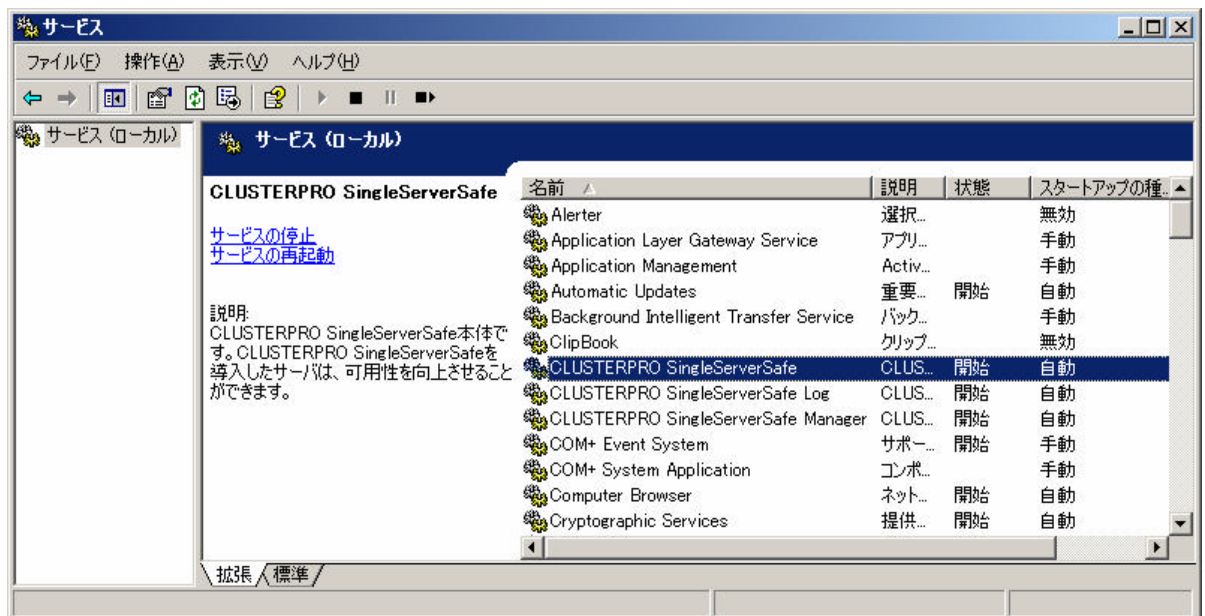 サービス
ファイル(F) 操作(A) 表示(V) ヘルプ(H)
サービス (ローカル)
サービス (ローカル)
CLUSTERPRO SingleServerSafe
サービスの停止
サービスの再起動
説明:
CLUSTERPRO SingleServerSafe本体で
す。CLUSTERPRO SingleServerSafeを
導入したサーバは、可用性を向上させること
ができます。
名前 説明 状態 スタートアップの種...
Alerter 選択... 無効
Application Layer Gateway Service アプリ... 手動
Application Management Activ... 手動
Automatic Updates 重要... 開始 自動
Background Intelligent Transfer Service バック... 手動
ClipBook クリップ... 無効
CLUSTERPRO SingleServerSafe CLUS... 開始 自動
CLUSTERPRO SingleServerSafe Log CLUS... 開始 自動
CLUSTERPRO SingleServerSafe Manager CLUS... 開始 自動
COM+ Event System サポー... 開始 手動
COM+ System Application コンポ... 手動
Computer Browser ネット... 開始 自動
Cryptographic Services 提供... 開始 自動
拡張 標準